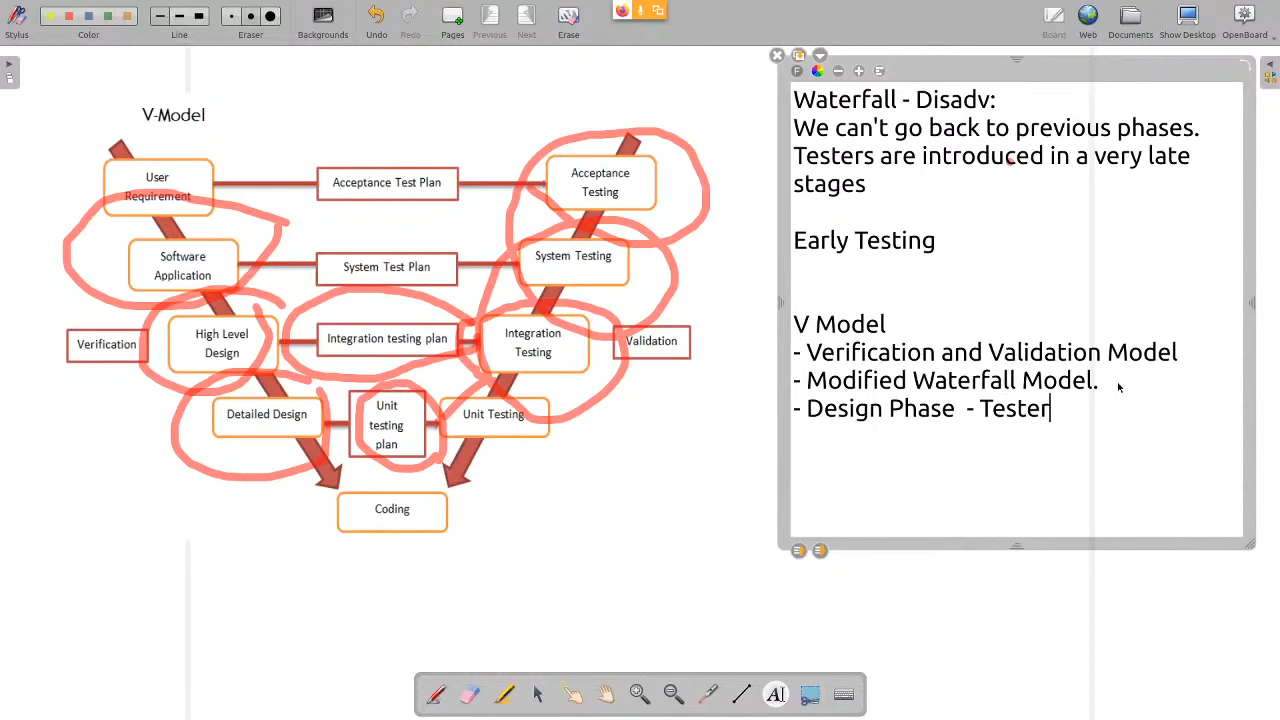 Stylus
Color
Line
Eraser
Backgrounds
Undo
Redo
Pages
Previous
Next
Erase
Board
Web
Documents
Show Desktop
OpenBoard
V-Model
User
Requirement
Acceptance Test Plan
Acceptance
Testing
Software
Application
System Test Plan
System Testing
Verification
High Level
Design
Integration testing plan
Integration
Testing
Validation
Detailed Design
Unit
testing
plan
Unit Testing
Coding
F
Waterfall - Disadv:
We can't go back to previous phases.
Testers are introduced in a very late
stages
Early Testing
V Model
- Verification and Validation Model
- Modified Waterfall Model.
- Design Phase  - Tester
AI